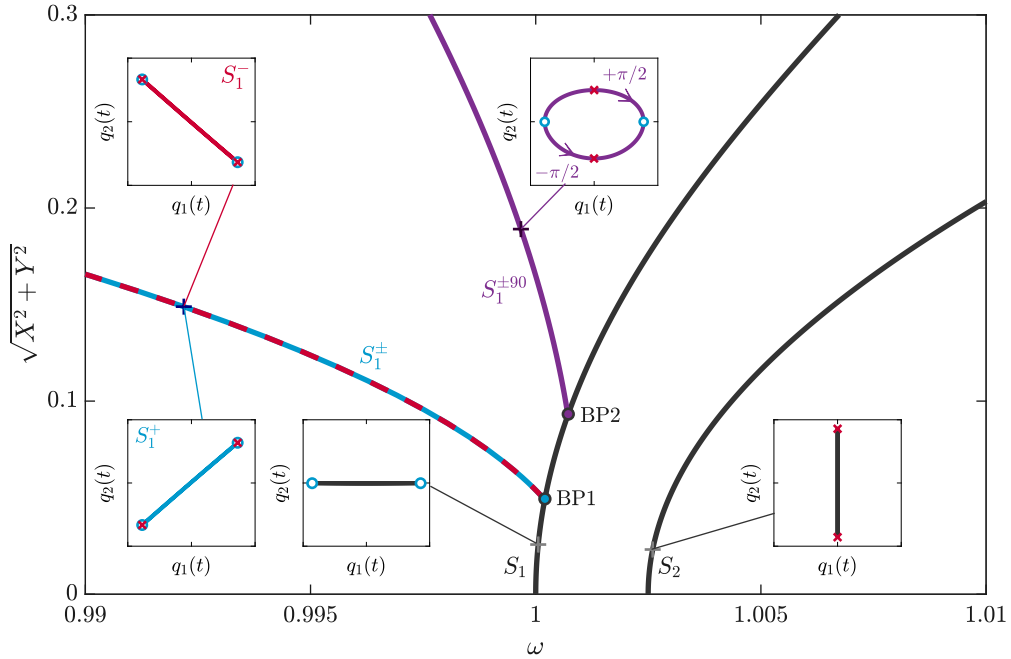 0.3
0.2
0.1
0
√X² + Y²
0.99
0.995
1
1.005
1.01
ω
S₁⁻
q₂(t)
q₁(t)
+π/2
−π/2
q₂(t)
q₁(t)
S₁^{±90}
S₁^±
BP2
BP1
S₁⁺
q₂(t)
q₁(t)
q₂(t)
q₁(t)
S₁
S₂
q₂(t)
q₁(t)